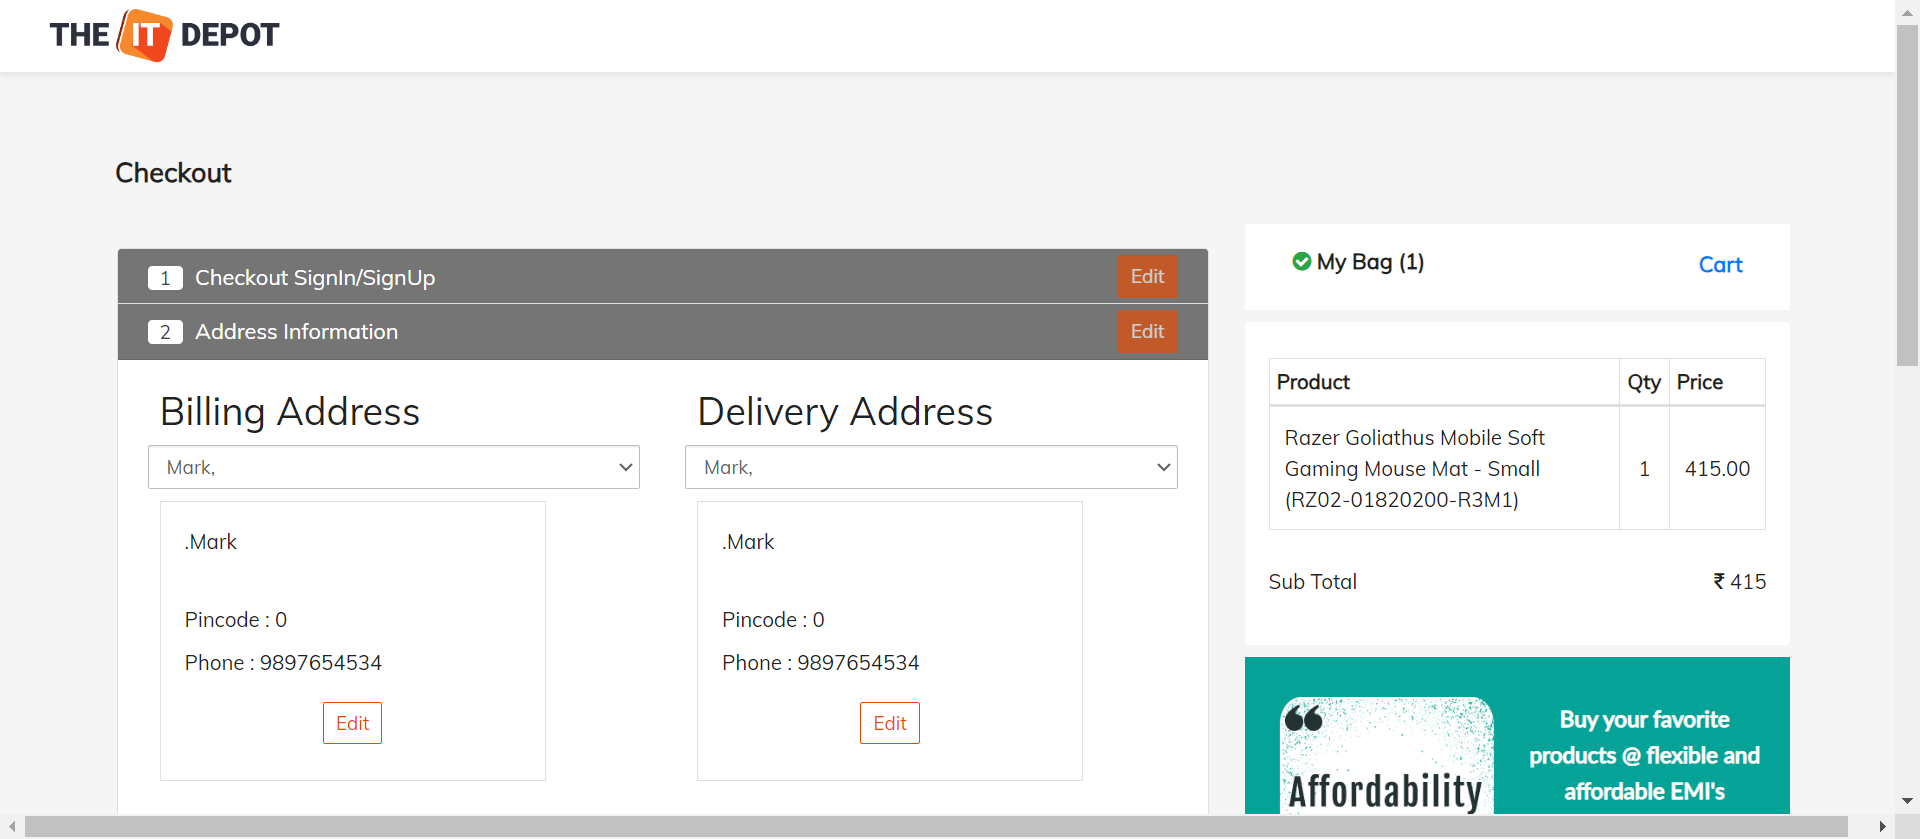 THE IT DEPOT
Checkout
1 Checkout SignIn/SignUp Edit
2 Address Information Edit
Billing Address
Mark,
.Mark
Pincode : 0
Phone : 9897654534
Edit
Delivery Address
Mark,
.Mark
Pincode : 0
Phone : 9897654534
Edit
My Bag (1) Cart
Product Qty Price
Razer Goliathus Mobile Soft
Gaming Mouse Mat - Small
(RZ02-01820200-R3M1)
1 415.00
Sub Total ₹ 415
“
Affordability
Buy your favorite
products @ flexible and
affordable EMI's